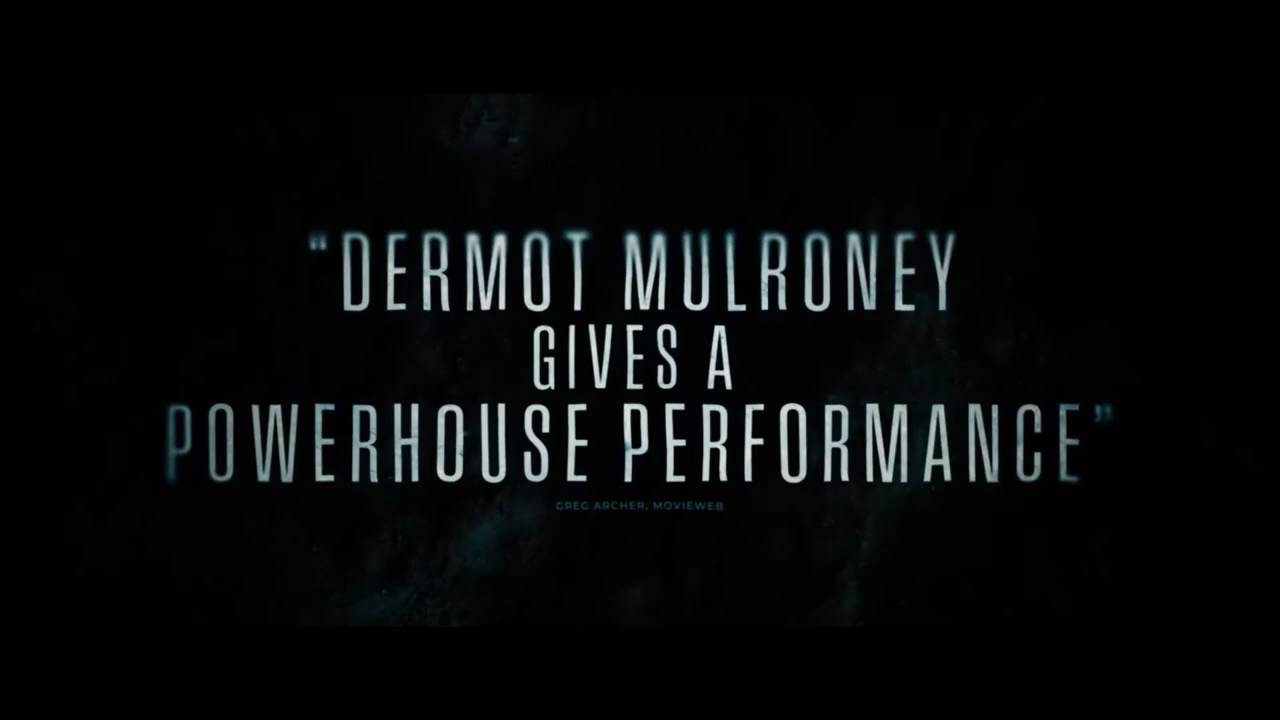 “DERMOT MULRONEY
GIVES A
POWERHOUSE PERFORMANCE”
GREG ARCHER, MOVIEWEB